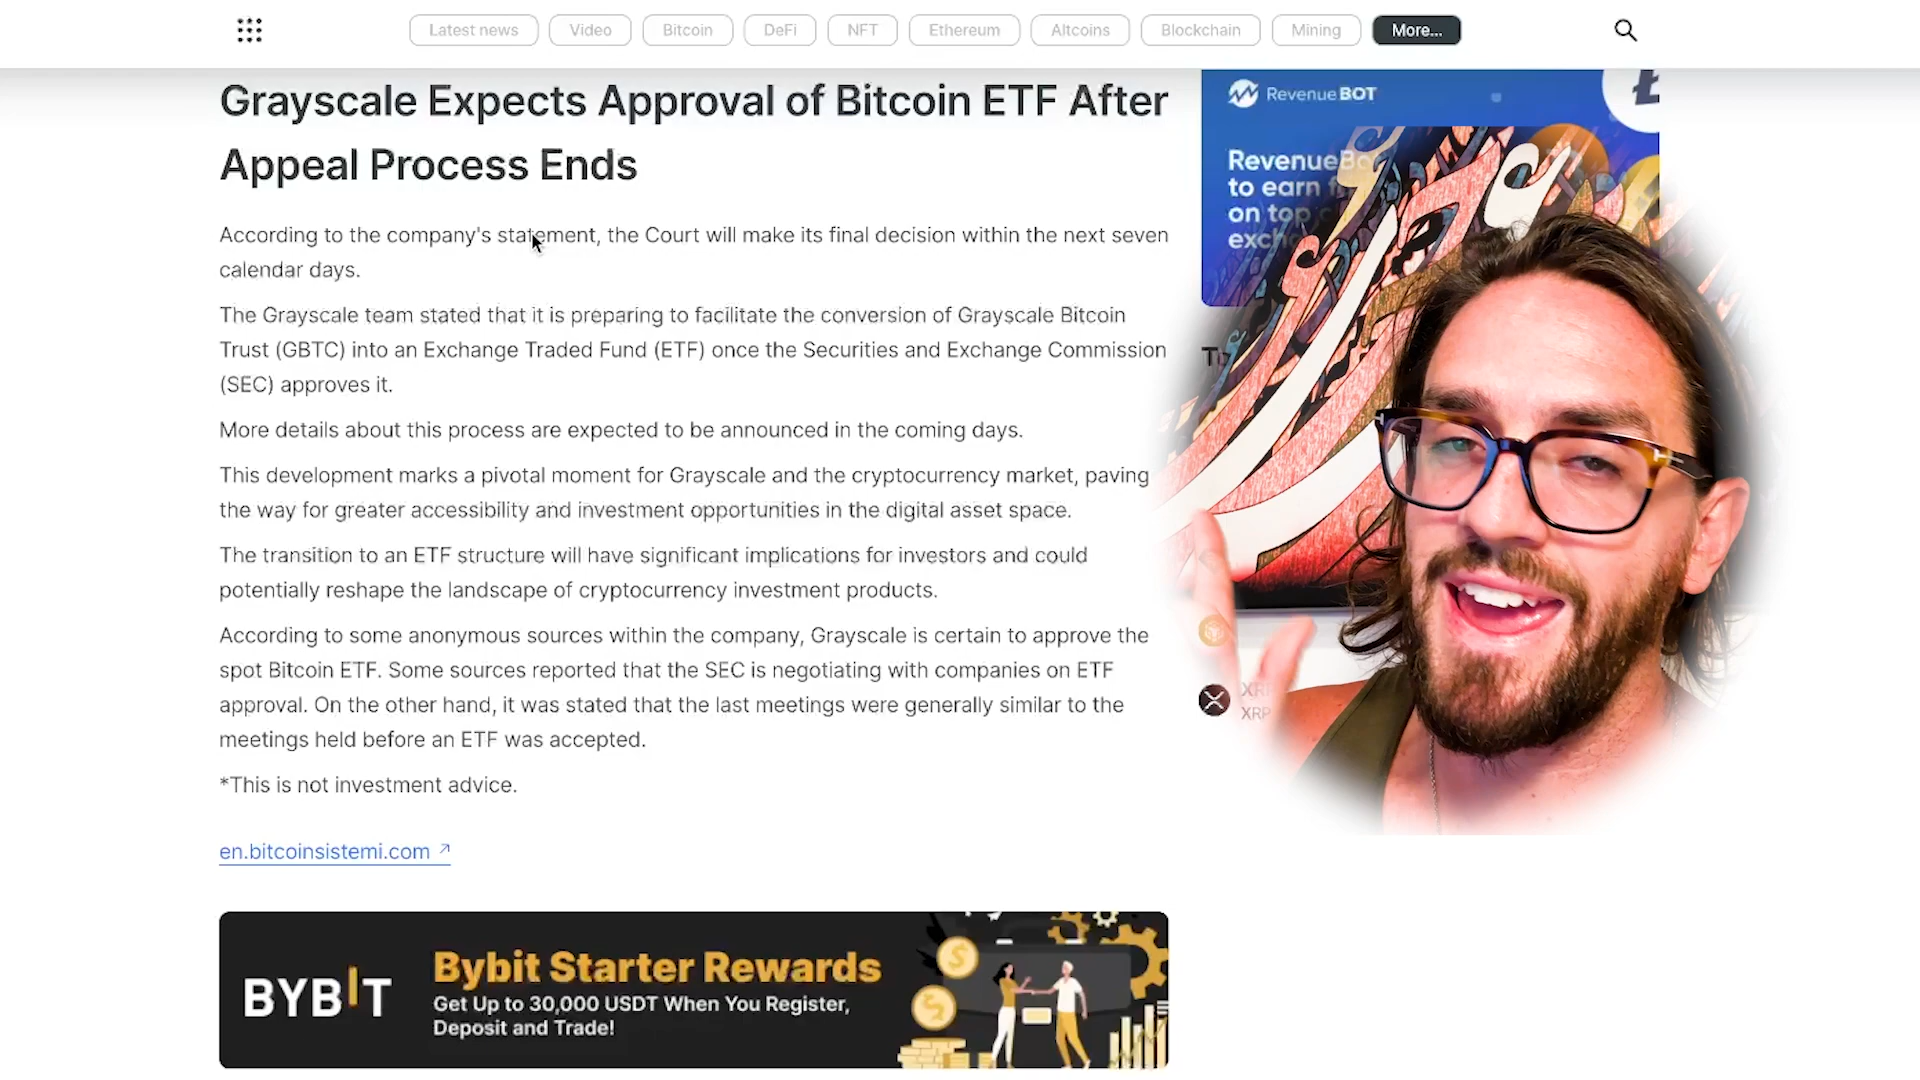 Latest news
Video
Bitcoin
DeFi
NFT
Ethereum
Altcoins
Blockchain
Mining
More...
Grayscale Expects Approval of Bitcoin ETF After
Appeal Process Ends
According to the company's statement, the Court will make its final decision within the next seven
calendar days.
The Grayscale team stated that it is preparing to facilitate the conversion of Grayscale Bitcoin
Trust (GBTC) into an Exchange Traded Fund (ETF) once the Securities and Exchange Commission
(SEC) approves it.
More details about this process are expected to be announced in the coming days.
This development marks a pivotal moment for Grayscale and the cryptocurrency market, paving
the way for greater accessibility and investment opportunities in the digital asset space.
The transition to an ETF structure will have significant implications for investors and could
potentially reshape the landscape of cryptocurrency investment products.
According to some anonymous sources within the company, Grayscale is certain to approve the
spot Bitcoin ETF. Some sources reported that the SEC is negotiating with companies on ETF
approval. On the other hand, it was stated that the last meetings were generally similar to the
meetings held before an ETF was accepted.
*This is not investment advice.
en.bitcoinsistemi.com
BYBIT
Bybit Starter Rewards
Get Up to 30,000 USDT When You Register,
Deposit and Trade!
RevenueBOT
to earn
on top
XRP
XRP